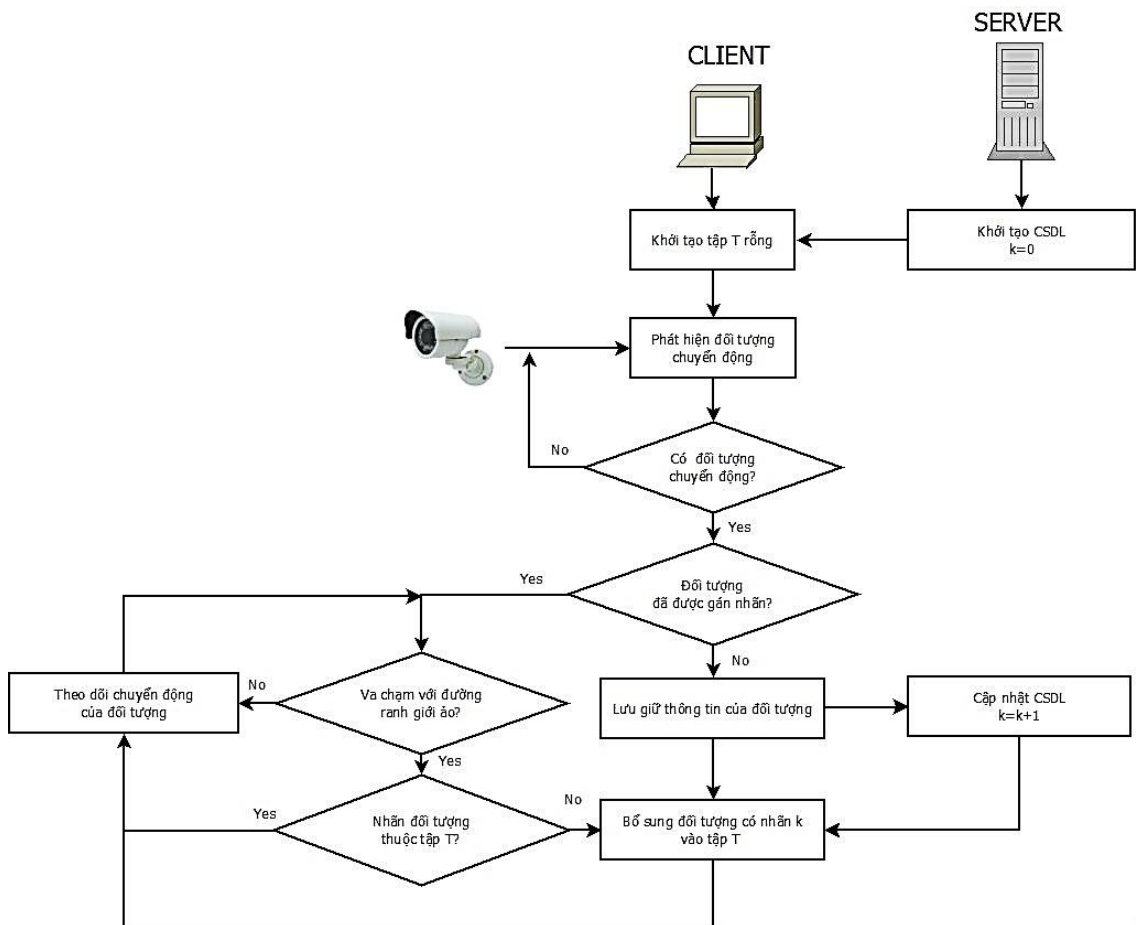 SERVER
CLIENT
Khởi tạo tập T rỗng
Khởi tạo CSDL
k=0
Phát hiện đối tượng
chuyển động
No
Có đối tượng
chuyển động?
Yes
Yes
Đối tượng
đã được gán nhãn?
No
Theo dõi chuyển động
của đối tượng
No
Va chạm với đường
ranh giới ảo?
Lưu giữ thông tin của đối tượng
Cập nhật CSDL
k=k+1
Yes
Yes
Nhãn đối tượng
thuộc tập T?
No
Bổ sung đối tượng có nhãn k
vào tập T